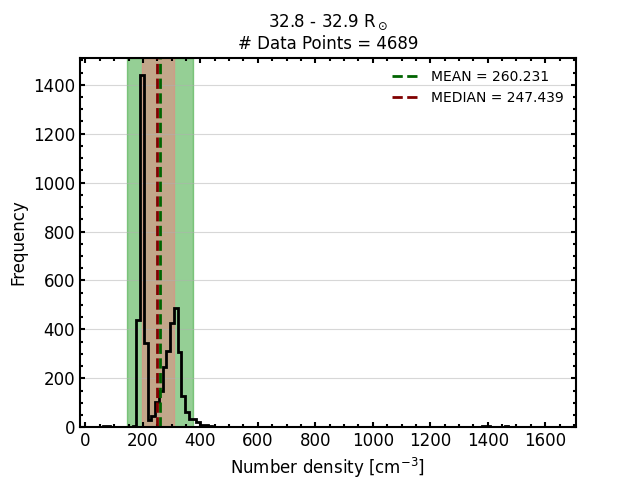 32.8 - 32.9 R⊙
# Data Points = 4689
MEAN = 260.231
MEDIAN = 247.439
Frequency
1400
1200
1000
800
600
400
200
0
0 200 400 600 800 1000 1200 1400 1600
Number density [cm⁻³]